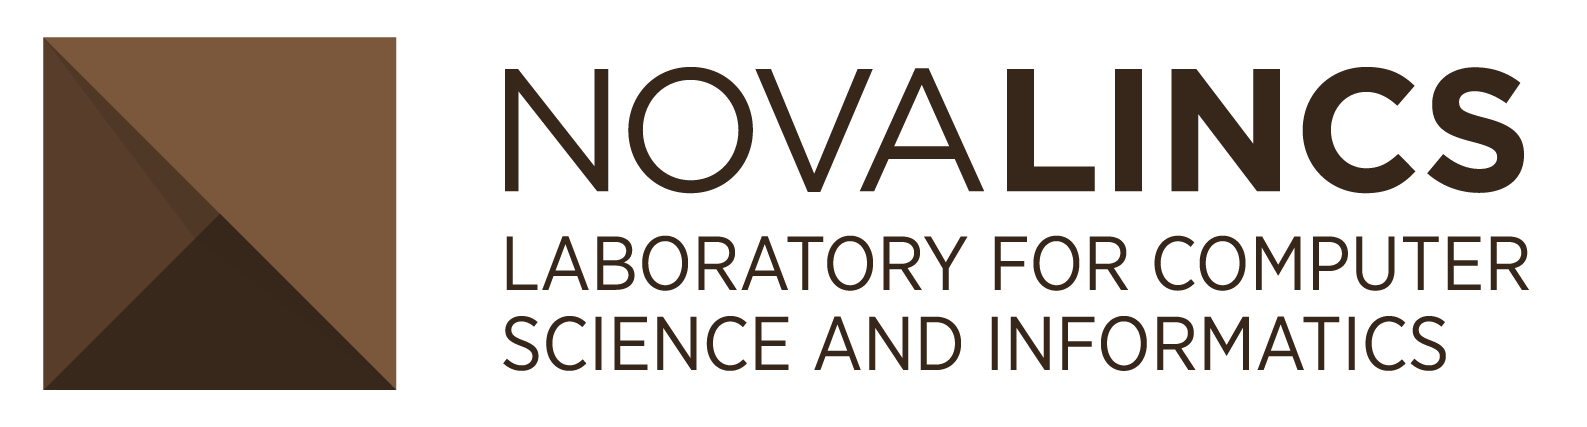 NOVALINCS
LABORATORY FOR COMPUTER
SCIENCE AND INFORMATICS